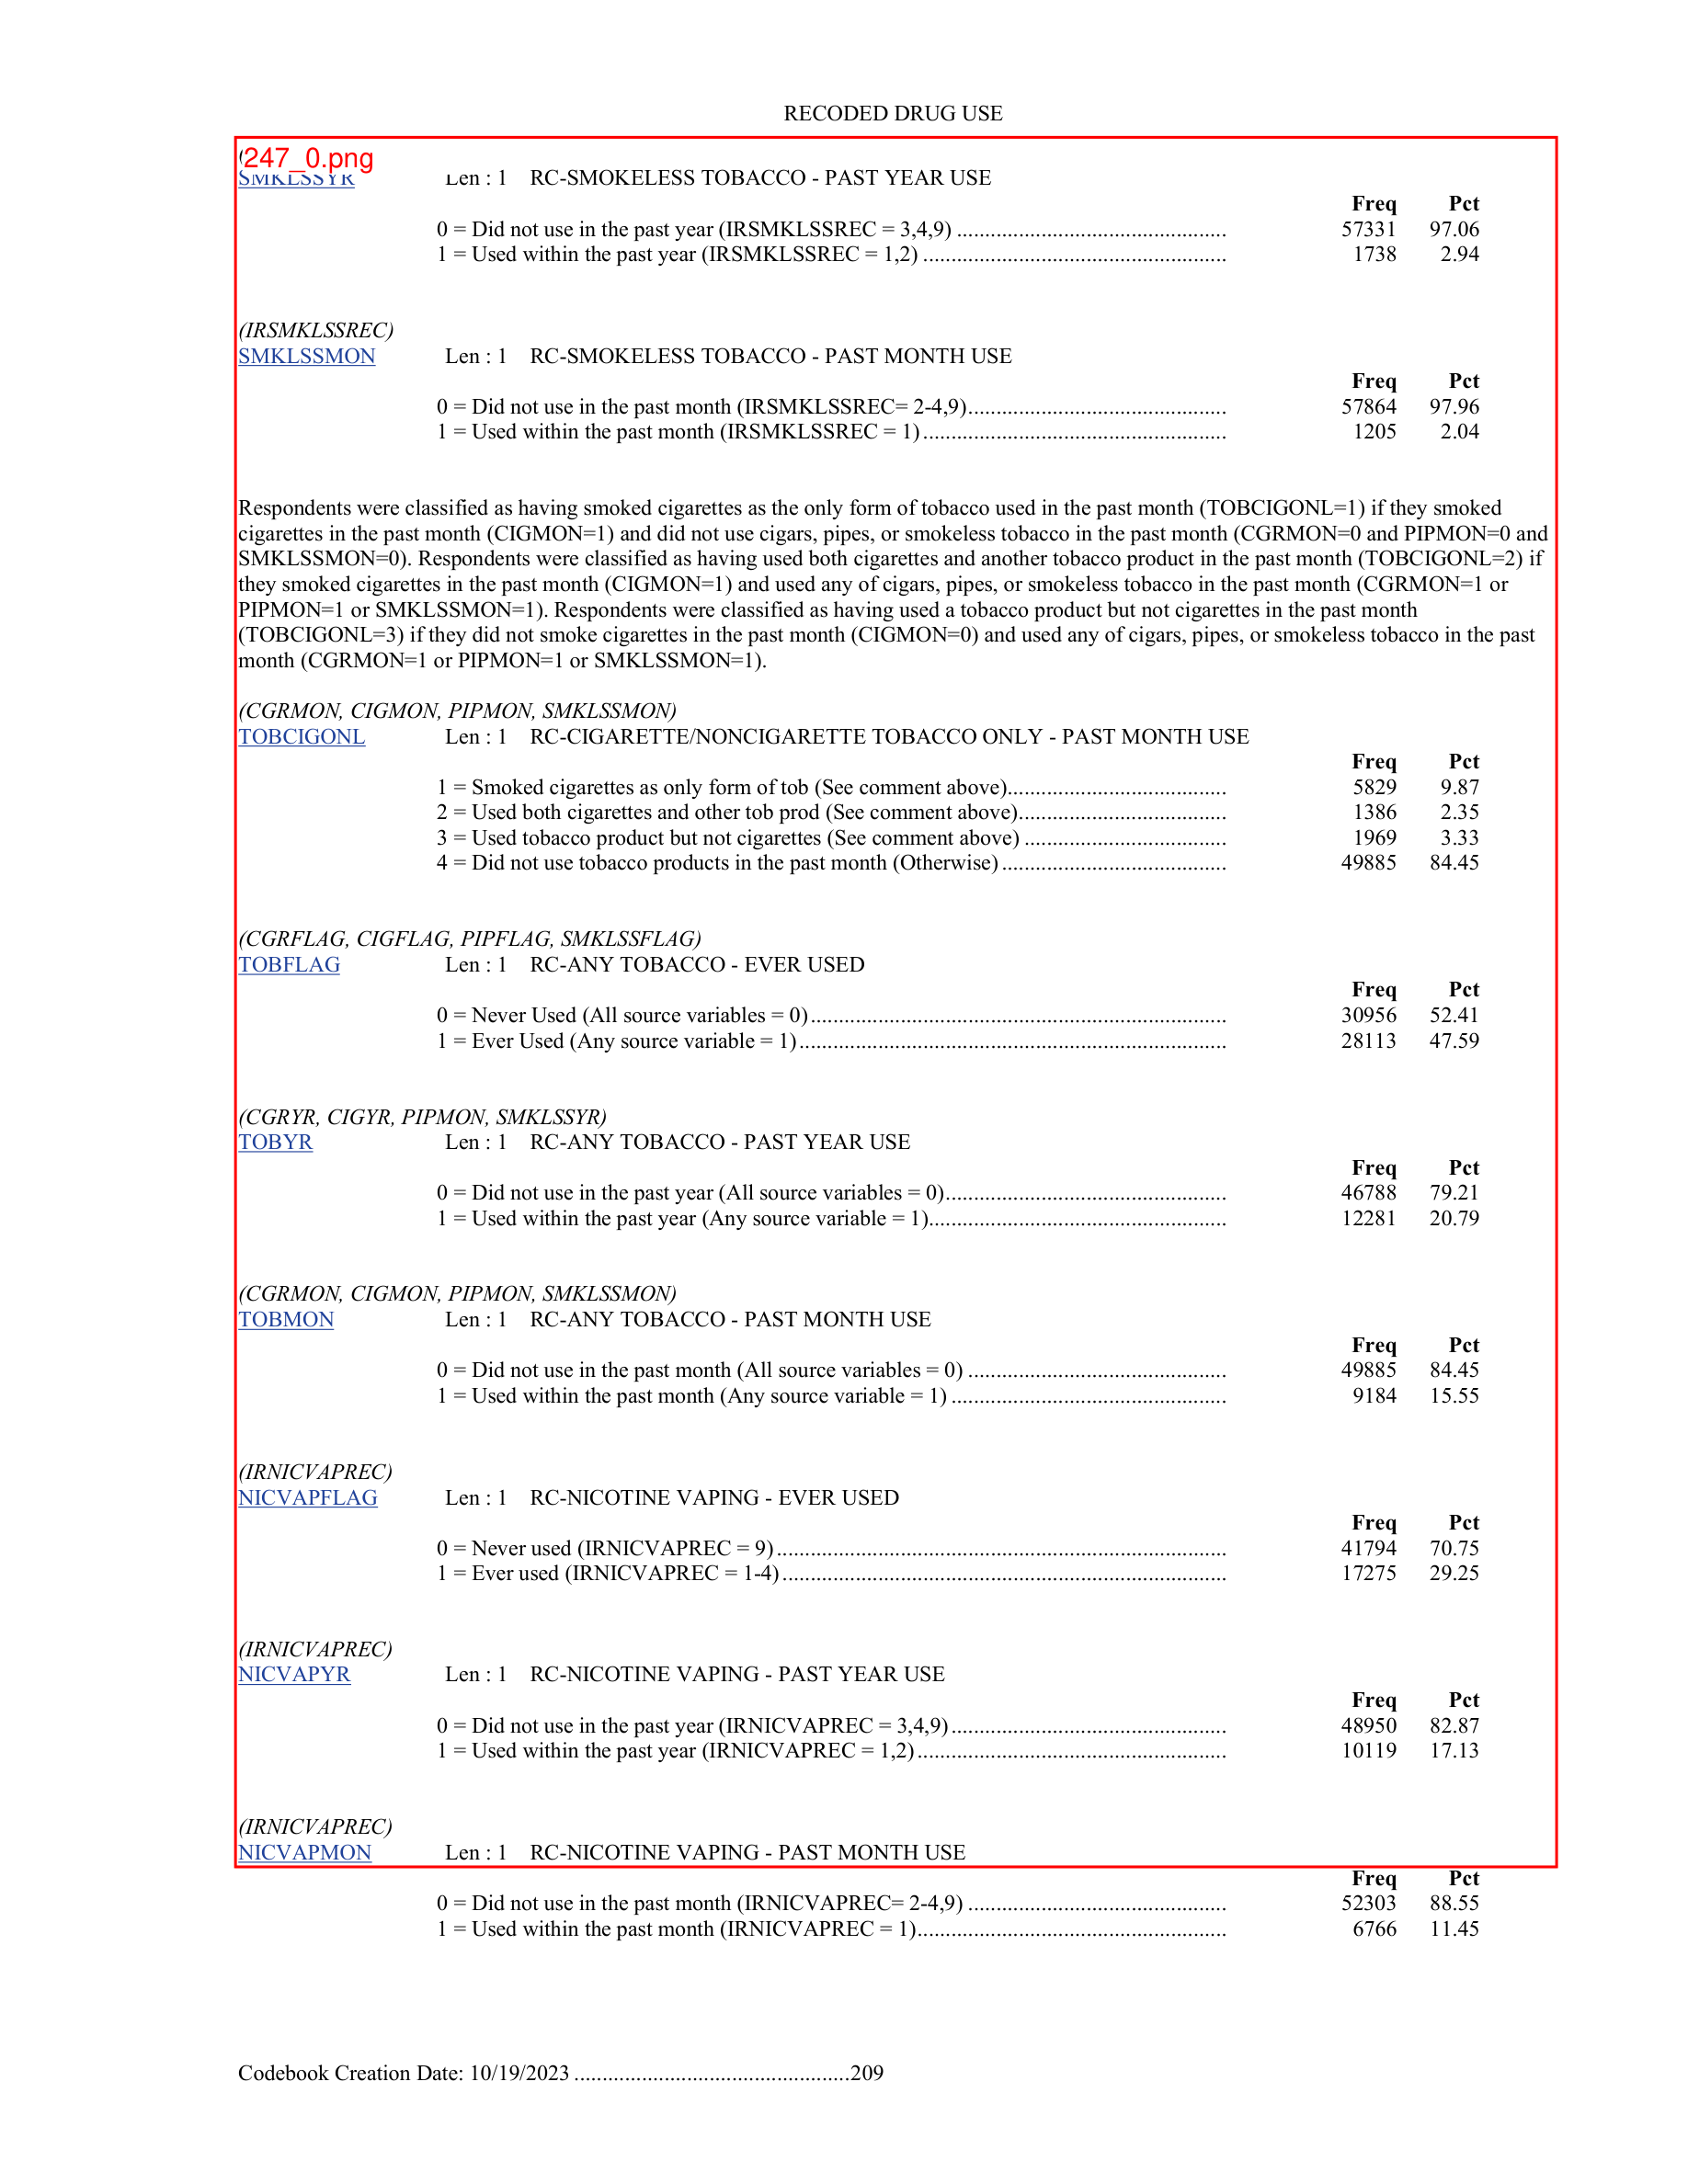 RECODED DRUG USE
247_0.png
SMKLSSYR Len : 1 RC-SMOKELESS TOBACCO - PAST YEAR USE
Freq Pct
0 = Did not use in the past year (IRSMKLSSREC = 3,4,9) ................................................ 57331 97.06
1 = Used within the past year (IRSMKLSSREC = 1,2) ...................................................... 1738 2.94
(IRSMKLSSREC)
SMKLSSMON Len : 1 RC-SMOKELESS TOBACCO - PAST MONTH USE
Freq Pct
0 = Did not use in the past month (IRSMKLSSREC= 2-4,9).............................................. 57864 97.96
1 = Used within the past month (IRSMKLSSREC = 1)...................................................... 1205 2.04
Respondents were classified as having smoked cigarettes as the only form of tobacco used in the past month (TOBCIGONL=1) if they smoked
cigarettes in the past month (CIGMON=1) and did not use cigars, pipes, or smokeless tobacco in the past month (CGRMON=0 and PIPMON=0 and
SMKLSSMON=0). Respondents were classified as having used both cigarettes and another tobacco product in the past month (TOBCIGONL=2) if
they smoked cigarettes in the past month (CIGMON=1) and used any of cigars, pipes, or smokeless tobacco in the past month (CGRMON=1 or
PIPMON=1 or SMKLSSMON=1). Respondents were classified as having used a tobacco product but not cigarettes in the past month
(TOBCIGONL=3) if they did not smoke cigarettes in the past month (CIGMON=0) and used any of cigars, pipes, or smokeless tobacco in the past
month (CGRMON=1 or PIPMON=1 or SMKLSSMON=1).
(CGRMON, CIGMON, PIPMON, SMKLSSMON)
TOBCIGONL Len : 1 RC-CIGARETTE/NONCIGARETTE TOBACCO ONLY - PAST MONTH USE
Freq Pct
1 = Smoked cigarettes as only form of tob (See comment above)....................................... 5829 9.87
2 = Used both cigarettes and other tob prod (See comment above)..................................... 1386 2.35
3 = Used tobacco product but not cigarettes (See comment above) .................................... 1969 3.33
4 = Did not use tobacco products in the past month (Otherwise)........................................ 49885 84.45
(CGRFLAG, CIGFLAG, PIPFLAG, SMKLSSFLAG)
TOBFLAG Len : 1 RC-ANY TOBACCO - EVER USED
Freq Pct
0 = Never Used (All source variables = 0).......................................................................... 30956 52.41
1 = Ever Used (Any source variable = 1)............................................................................ 28113 47.59
(CGRYR, CIGYR, PIPMON, SMKLSSYR)
TOBYR Len : 1 RC-ANY TOBACCO - PAST YEAR USE
Freq Pct
0 = Did not use in the past year (All source variables = 0).................................................. 46788 79.21
1 = Used within the past year (Any source variable = 1)..................................................... 12281 20.79
(CGRMON, CIGMON, PIPMON, SMKLSSMON)
TOBMON Len : 1 RC-ANY TOBACCO - PAST MONTH USE
Freq Pct
0 = Did not use in the past month (All source variables = 0) .............................................. 49885 84.45
1 = Used within the past month (Any source variable = 1) ................................................. 9184 15.55
(IRNICVAPREC)
NICVAPFLAG Len : 1 RC-NICOTINE VAPING - EVER USED
Freq Pct
0 = Never used (IRNICVAPREC = 9)................................................................................ 41794 70.75
1 = Ever used (IRNICVAPREC = 1-4)............................................................................... 17275 29.25
(IRNICVAPREC)
NICVAPYR Len : 1 RC-NICOTINE VAPING - PAST YEAR USE
Freq Pct
0 = Did not use in the past year (IRNICVAPREC = 3,4,9)................................................. 48950 82.87
1 = Used within the past year (IRNICVAPREC = 1,2)....................................................... 10119 17.13
(IRNICVAPREC)
NICVAPMON Len : 1 RC-NICOTINE VAPING - PAST MONTH USE
Freq Pct
0 = Did not use in the past month (IRNICVAPREC= 2-4,9) .............................................. 52303 88.55
1 = Used within the past month (IRNICVAPREC = 1)....................................................... 6766 11.45
Codebook Creation Date: 10/19/2023 .................................................209